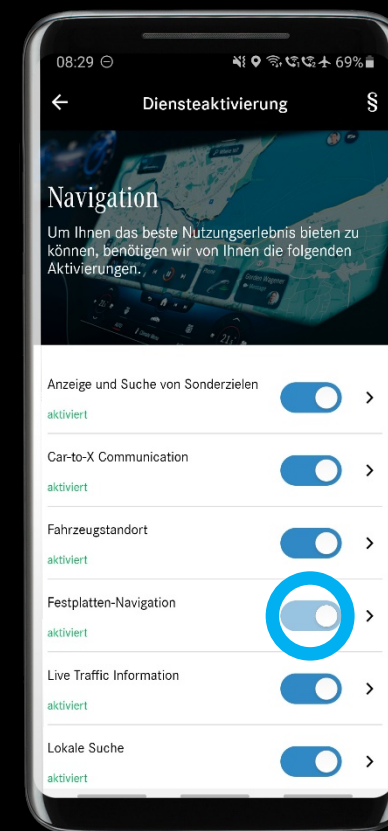 08:29 69%
Diensteaktivierung §
Navigation
Um Ihnen das beste Nutzungserlebnis bieten zu
können, benötigen wir von Ihnen die folgenden
Aktivierungen.
Anzeige und Suche von Sonderzielen
aktiviert
Car-to-X Communication
aktiviert
Fahrzeugstandort
aktiviert
Festplatten-Navigation
aktiviert
Live Traffic Information
aktiviert
Lokale Suche
aktiviert